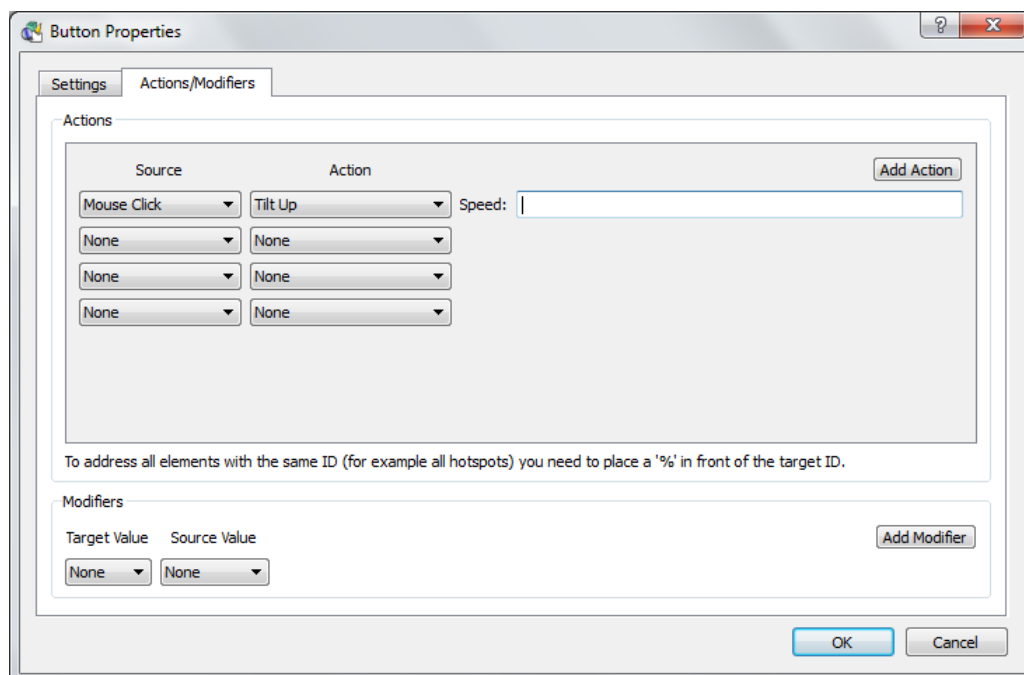 Button Properties
Settings Actions/Modifiers
Actions
Source Action Add Action
Mouse Click Tilt Up Speed:
None None
None None
None None
To address all elements with the same ID (for example all hotspots) you need to place a '%' in front of the target ID.
Modifiers
Target Value Source Value Add Modifier
None None
OK Cancel